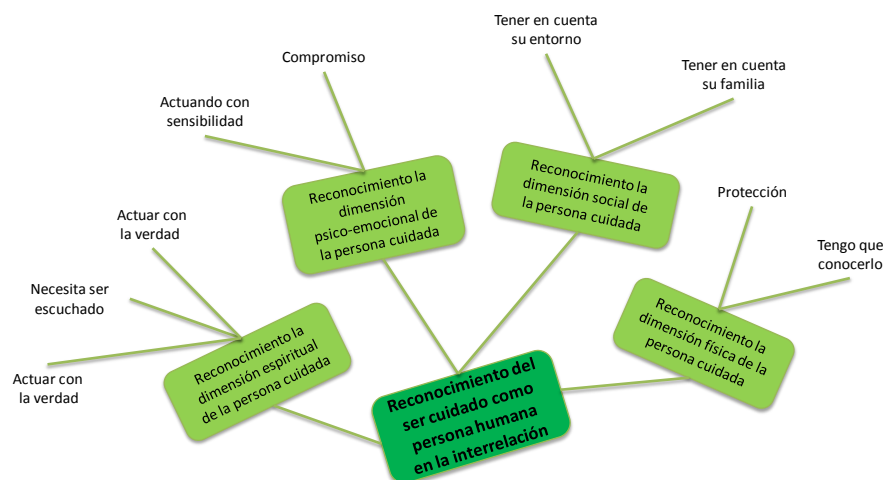 Tener en cuenta
su entorno
Compromiso
Tener en cuenta
su familia
Actuando con
sensibilidad
Reconocimiento la
dimensión
psico-emocional de
la persona cuidada
Reconocimiento la
dimensión social de
la persona cuidada
Protección
Actuar con
la verdad
Tengo que
conocerlo
Necesita ser
escuchado
Reconocimiento la
dimensión espiritual
de la persona cuidada
Reconocimiento la
dimensión física de la
persona cuidada
Actuar con
la verdad
Reconocimiento del
ser cuidado como
persona humana
en la interrelación